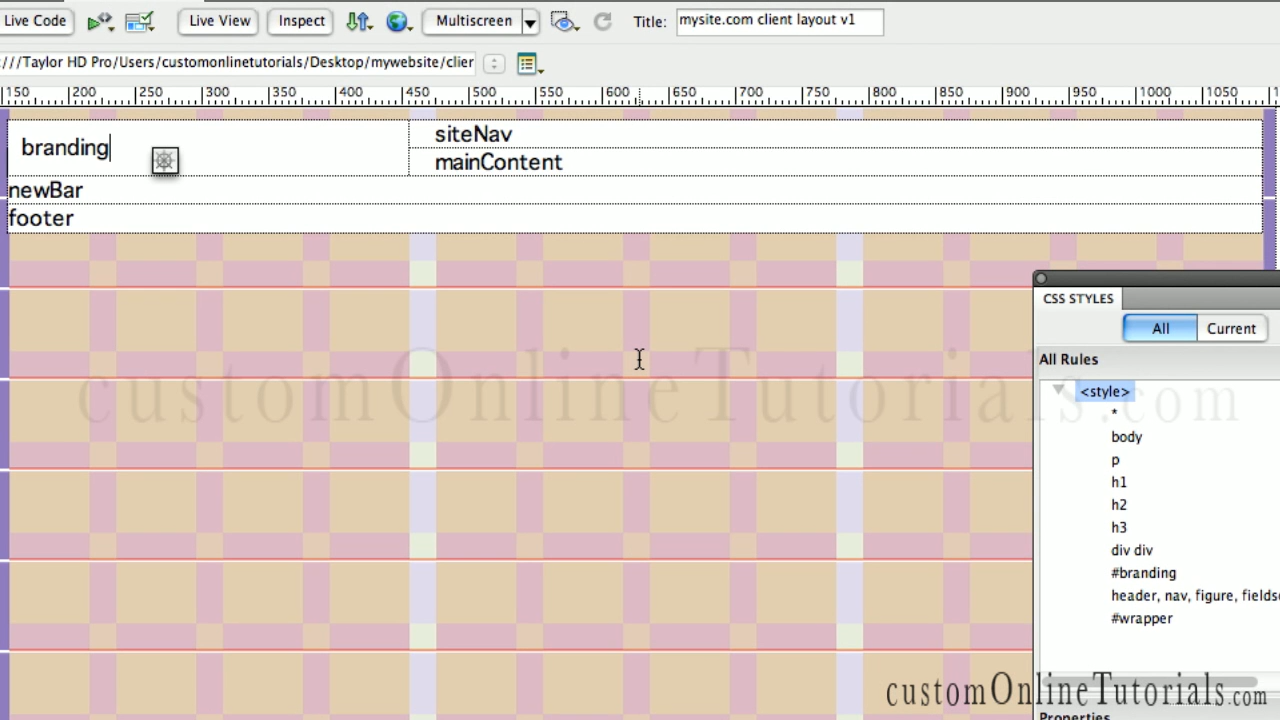 Live Code Live View Inspect Multiscreen Title: mysite.com client layout v1
:///Taylor HD Pro/Users/customonlinetutorials/Desktop/mywebsite/clier
150 200 250 300 350 400 450 500 550 600 650 700 750 800 850 900 950 1000 1050
branding
siteNav
mainContent
newBar
footer
CSS STYLES
All Current
All Rules
<style>
*
body
p
h1
h2
h3
div div
#branding
header, nav, figure, fieldse
#wrapper
customOnlineTutorials.com
customOnlineTutorials.com
Properties